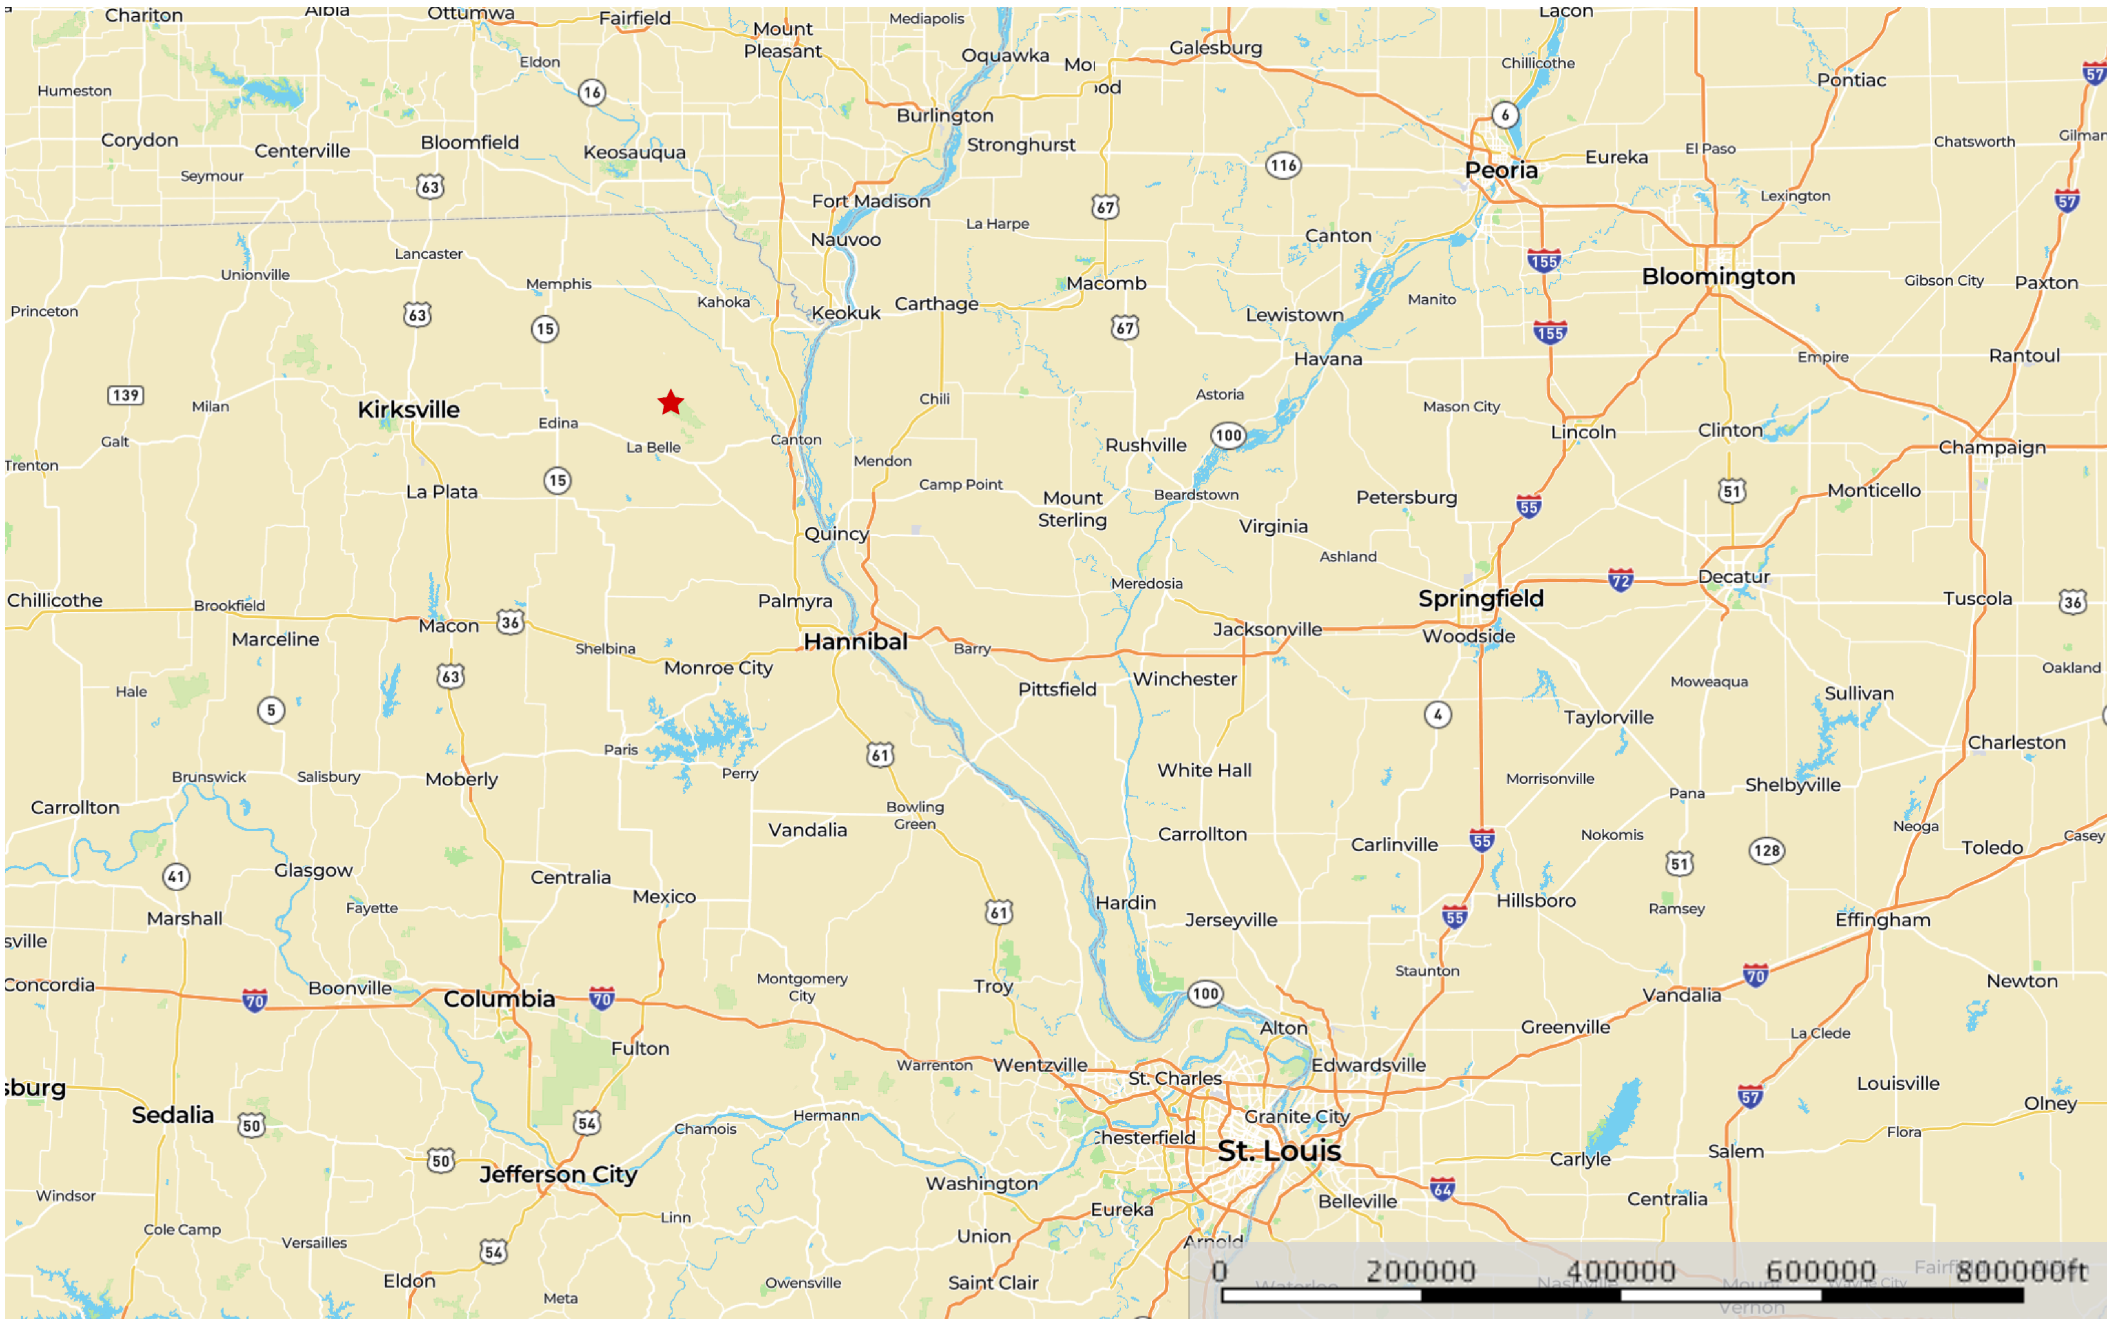 Chariton
Albia
Ottumwa
Fairfield
Mount
Pleasant
Mediapolis
Oquawka
Galesburg
Lacon
Eldon
Chillicothe
Pontiac
57
Humeston
16
Burlington
6
Corydon
Centerville
Bloomfield
Keosauqua
Stronghurst
116
Peoria
Eureka
El Paso
Chatsworth
Gilman
Seymour
63
Fort Madison
67
Lexington
57
Nauvoo
La Harpe
Canton
Lancaster
155
Unionville
Memphis
Macomb
Bloomington
Gibson City
Paxton
Princeton
63
15
Kahoka
Keokuk
Carthage
67
Lewistown
Manito
155
Havana
Empire
Rantoul
139
Milan
Kirksville
Edina
Chili
Astoria
Mason City
Galt
La Belle
Canton
Rushville
100
Lincoln
Clinton
Champaign
Trenton
15
Mendon
La Plata
Camp Point
Mount
Sterling
Beardstown
Petersburg
55
51
Monticello
Quincy
Virginia
Ashland
Chillicothe
Brookfield
Palmyra
Meredosia
Springfield
72
Decatur
Tuscola
36
Marceline
Macon
36
Shelbina
Hannibal
Barry
Jacksonville
Woodside
Hale
63
Monroe City
Pittsfield
Winchester
Moweaqua
Sullivan
Oakland
5
4
Taylorville
Paris
61
Charleston
Brunswick
Salisbury
Moberly
Perry
White Hall
Morrisonville
Pana
Shelbyville
Carrollton
Bowling
Green
Vandalia
Carrollton
Carlinville
55
Nokomis
51
128
Neoga
Toledo
Casey
41
Glasgow
Centralia
Mexico
Marshall
Fayette
61
Hardin
Jerseyville
55
Hillsboro
Ramsey
Effingham
sville
Concordia
70
Boonville
Columbia
70
Montgomery
City
Troy
100
Staunton
Vandalia
70
Newton
Fulton
Alton
Greenville
La Clede
Warrenton
Wentzville
St. Charles
Edwardsville
57
Louisville
sburg
Sedalia
50
54
Chamois
Hermann
Chesterfield
Granite City
St. Louis
Olney
Flora
50
Jefferson City
Washington
64
Carlyle
Salem
Windsor
Linn
Eureka
Belleville
Centralia
Cole Camp
Versailles
54
Union
Arnold
Eldon
Meta
Owensville
Saint Clair
Waterloo
Nashville
Mount
Vernon
Wayne City
0 200000 400000 600000 800000ft